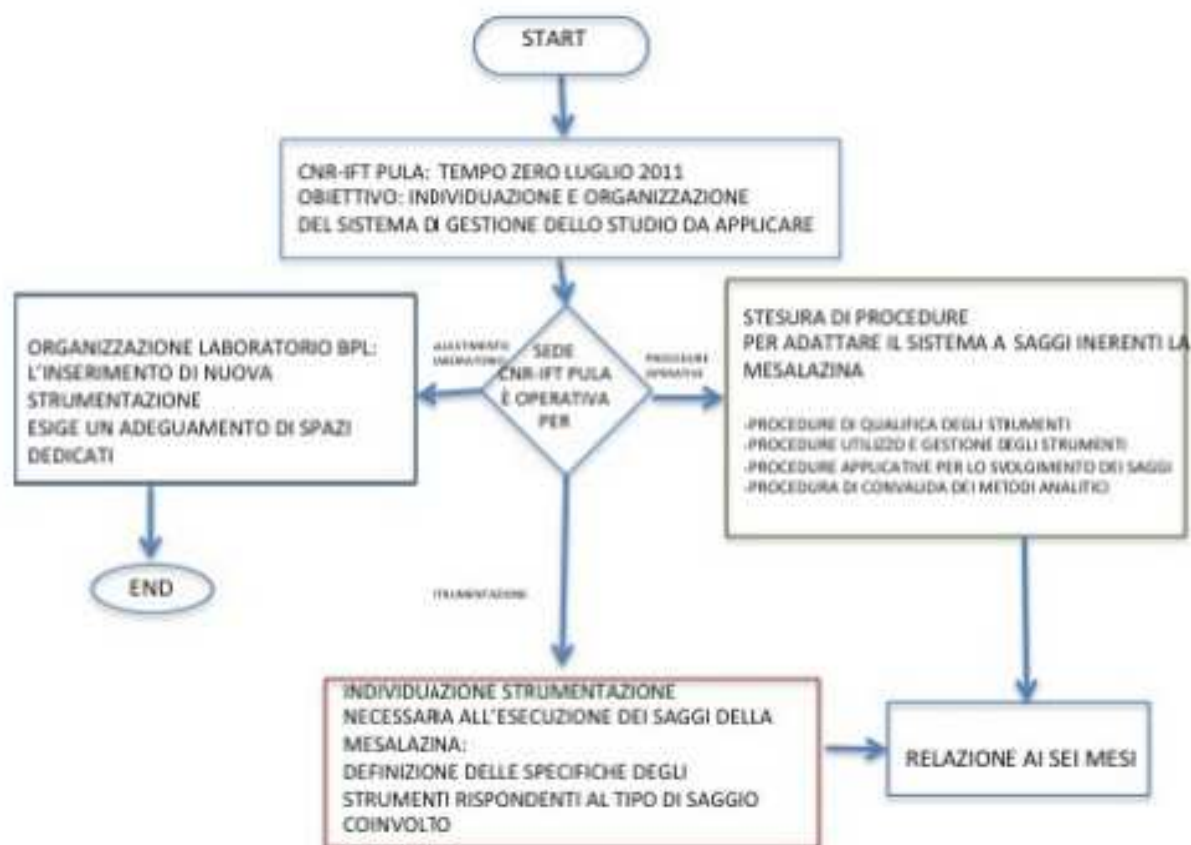 START
CNR-IFT PULA: TEMPO ZERO LUGLIO 2011
OBIETTIVO: INDIVIDUAZIONE E ORGANIZZAZIONE
DEL SISTEMA DI GESTIONE DELLO STUDIO DA APPLICARE
ORGANIZZAZIONE LABORATORIO BPL:
L'INSERIMENTO DI NUOVA
STRUMENTAZIONE
ESIGE UN ADEGUAMENTO DI SPAZI
DEDICATI
END
LABORATORIO
SEDE
CNR-IFT PULA
È OPERATIVA
PER
PROCEDURE
OPERATIVE
STESURA DI PROCEDURE
PER ADATTARE IL SISTEMA A SAGGI INERENTI LA
MESALAZINA
-PROCEDURE DI QUALIFICA DEGLI STRUMENTI
-PROCEDURE UTILIZZO E GESTIONE DEGLI STRUMENTI
-PROCEDURE APPLICATIVE PER LO SVOLGIMENTO DEI SAGGI
-PROCEDURA DI CONVALIDA DEI METODI ANALITICI
STRUMENTAZIONE
INDIVIDUAZIONE STRUMENTAZIONE
NECESSARIA ALL'ESECUZIONE DEI SAGGI DELLA
MESALAZINA:
DEFINIZIONE DELLE SPECIFICHE DEGLI
STRUMENTI RISPONDENTI AL TIPO DI SAGGIO
COINVOLTO
RELAZIONE AI SEI MESI